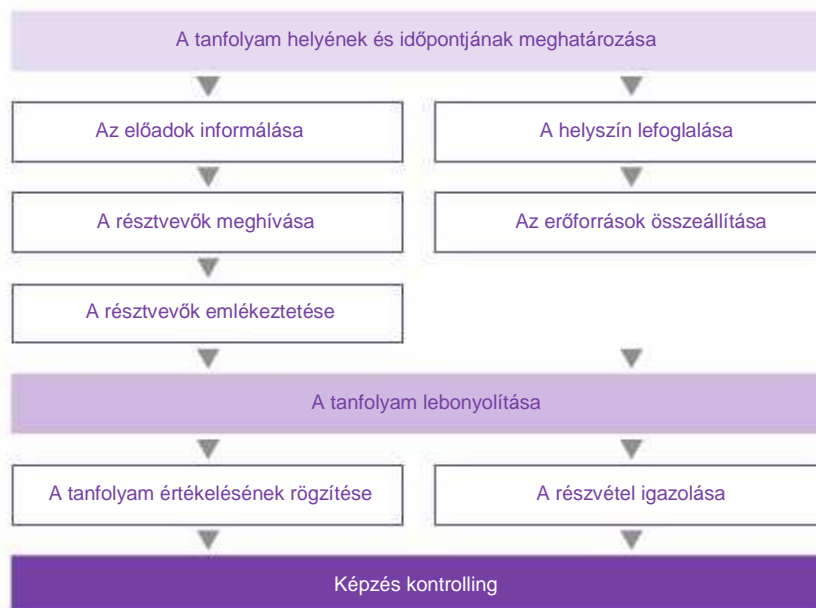 A tanfolyam helyének és időpontjának meghatározása
Az előadok informálása
A helyszín lefoglalása
A résztvevők meghívása
Az erőforrások összeállítása
A résztvevők emlékeztetése
A tanfolyam lebonyolítása
A tanfolyam értékelésének rögzítése
A részvétel igazolása
Képzés kontrolling